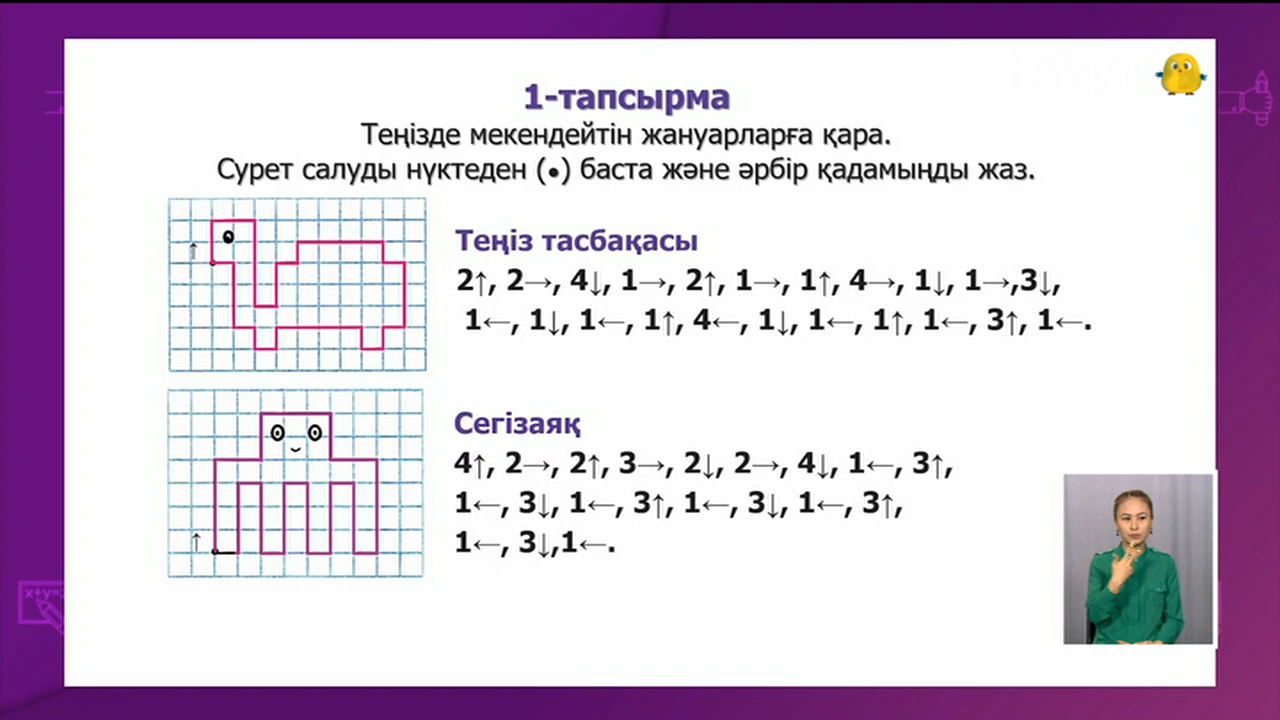 1-тапсырма
Теңізде мекендейтін жануарларға қара.
Сурет салуды нүктеден (•) баста және әрбір қадамыңды жаз.
Теңіз тасбақасы
2↑, 2→, 4↓, 1→, 2↑, 1→, 1↑, 4→, 1↓, 1→,3↓,
1←, 1↓, 1←, 1↑, 4←, 1↓, 1←, 1↑, 1←, 3↑, 1←.
Сегізаяқ
4↑, 2→, 2↑, 3→, 2↓, 2→, 4↓, 1←, 3↑,
1←, 3↓, 1←, 3↑, 1←, 3↓, 1←, 3↑,
1←, 3↓,1←.
x+y=